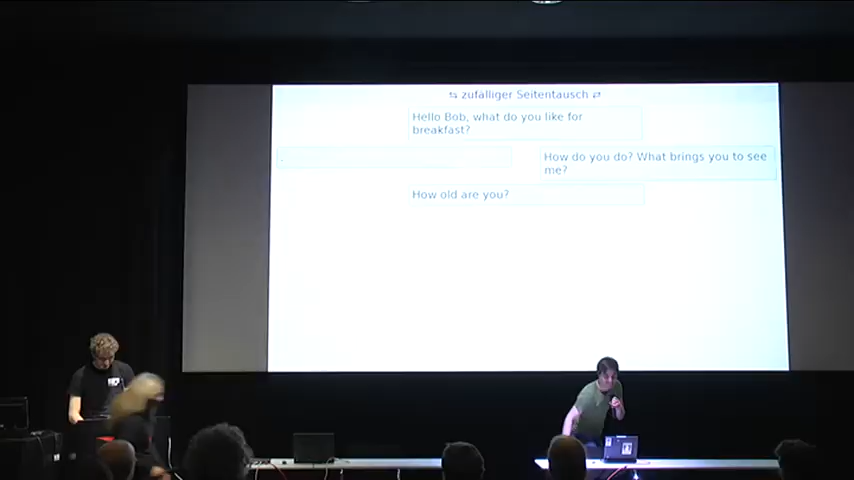 ⇆ zufälliger Seitentausch ⇄
Hello Bob, what do you like for
breakfast?
.
How do you do? What brings you to see
me?
How old are you?